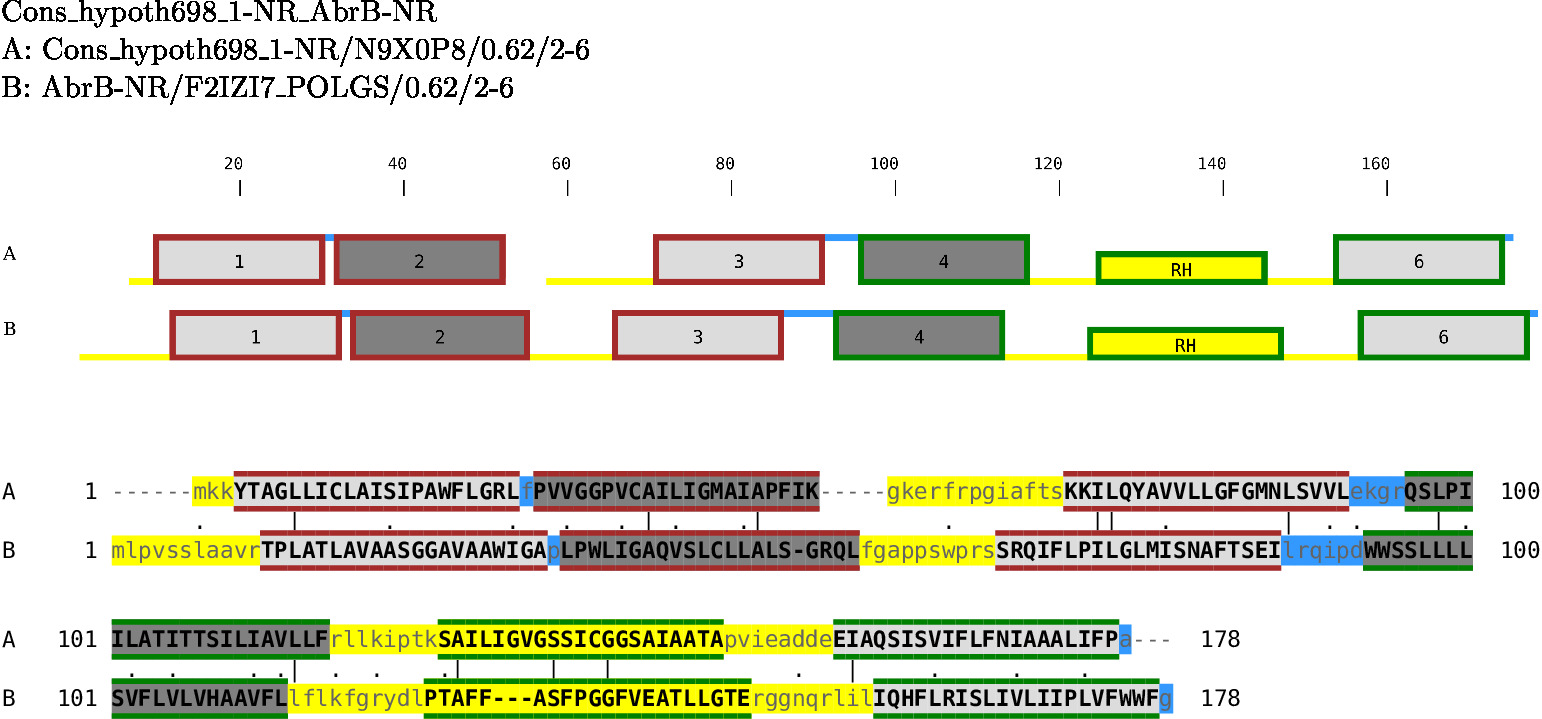 Cons_hypoth698_1-NR_AbrB-NR
A: Cons_hypoth698_1-NR/N9X0P8/0.62/2-6
B: AbrB-NR/F2IZI7_POLGS/0.62/2-6
20 40 60 80 100 120 140 160
A 1 2 3 4 RH 6
B 1 2 3 4 RH 6
A 1 ------mkkYTAGLLICLAISIPAWFLGRLfPVVGGPVCAILIGMAIAPFIK-----gkerfrpgiaftsKKILQYAVVLLGFGMNLSVVLekgrQSLPI 100
B 1 mlpvsslaavrTPLATLAVAASGGAVAAWIGApLPWLIGAQVSLCLLALS-GRQLfgappswprsSRQIFLPILGLMISNAFTSEIlrqipdWWSSLLLL 100
A 101 ILATITTSILIAVLLFrllkiptkSAILIGVGSSICGGSAIAATApvieaddeEIAQSISVIFLFNIAAALIFPa--- 178
B 101 SVFLVLVHAAVFLlflkfgrydlPTAFF---ASFPGGFVEATLLGTErggnqrlilIQHFLRISLIVLIIPLVFWWFg 178